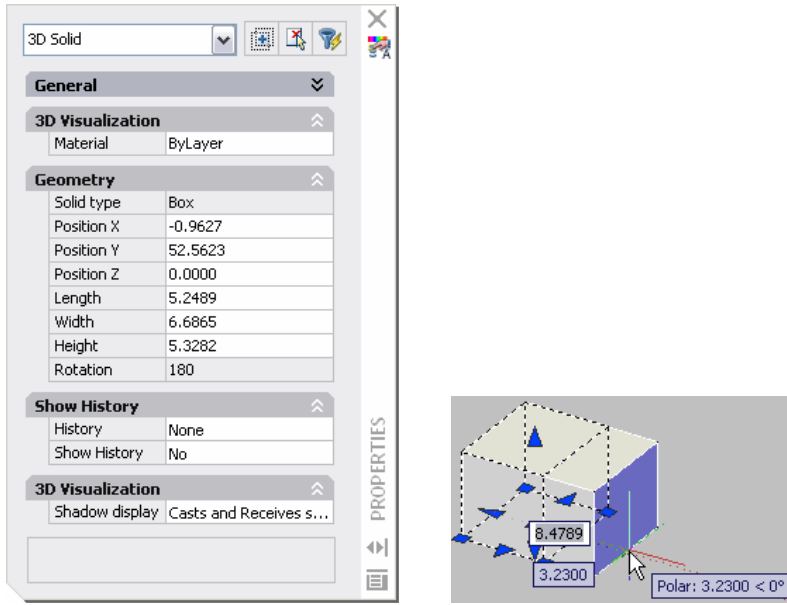 3D Solid
General
3D Visualization
Material ByLayer
Geometry
Solid type Box
Position X -0.9627
Position Y 52.5623
Position Z 0.0000
Length 5.2489
Width 6.6865
Height 5.3282
Rotation 180
Show History
History None
Show History No
3D Visualization
Shadow display Casts and Receives s...
PROPERTIES
8.4789
3.2300
Polar: 3.2300 < 0°